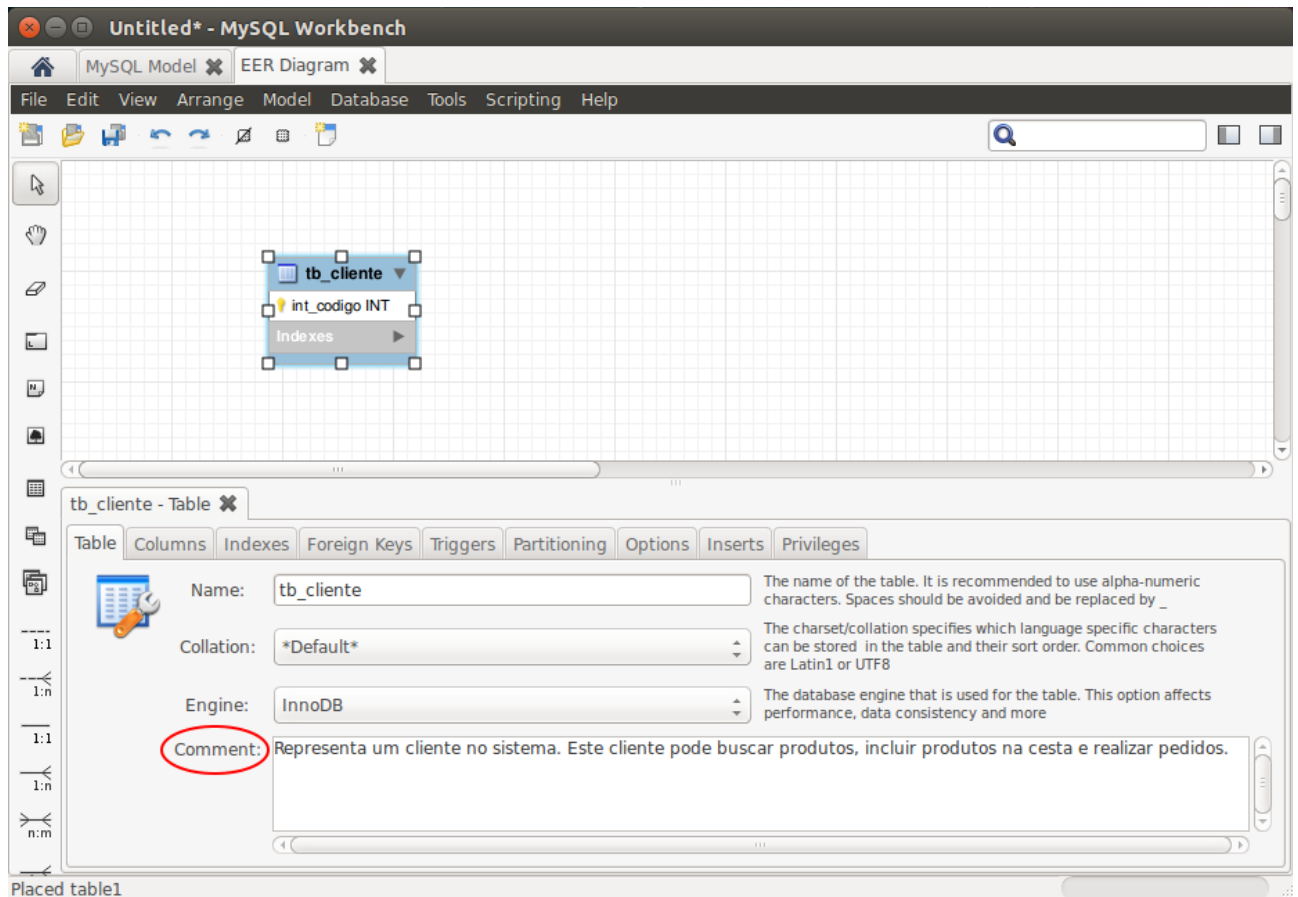 Untitled* - MySQL Workbench
MySQL Model EER Diagram
File Edit View Arrange Model Database Tools Scripting Help
tb_cliente
int_codigo INT
Indexes
tb_cliente - Table
Table Columns Indexes Foreign Keys Triggers Partitioning Options Inserts Privileges
Name: tb_cliente
The name of the table. It is recommended to use alpha-numeric
characters. Spaces should be avoided and be replaced by _
Collation: *Default*
The charset/collation specifies which language specific characters
can be stored in the table and their sort order. Common choices
are Latin1 or UTF8
Engine: InnoDB
The database engine that is used for the table. This option affects
performance, data consistency and more
Comment: Representa um cliente no sistema. Este cliente pode buscar produtos, incluir produtos na cesta e realizar pedidos.
1:1
1:n
1:1
1:n
n:m
Placed table1